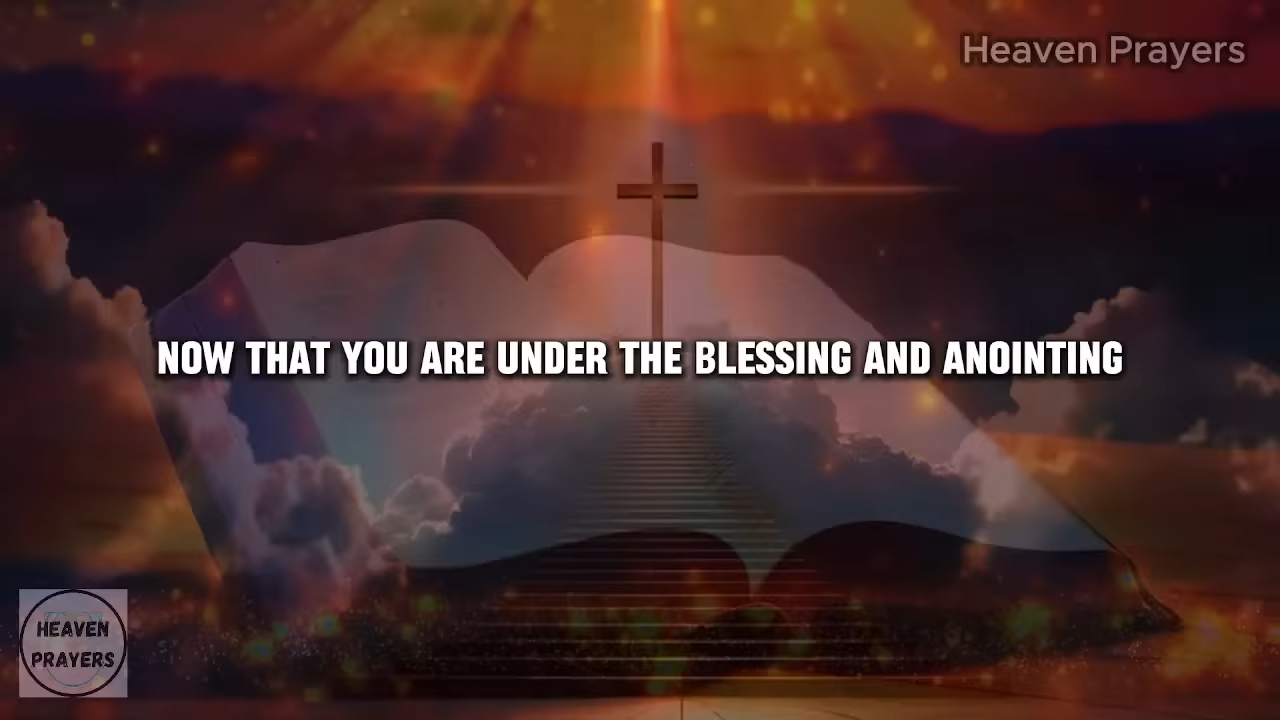 Heaven Prayers
NOW THAT YOU ARE UNDER THE BLESSING AND ANOINTING
HEAVEN
PRAYERS